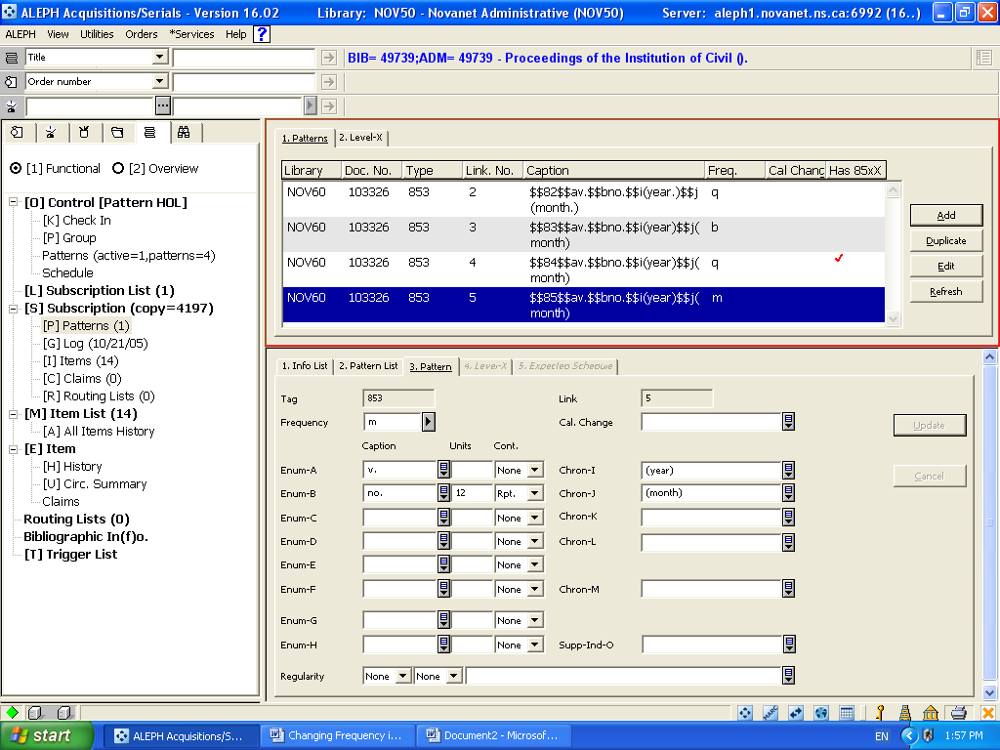 ALEPH Acquisitions/Serials - Version 16.02 Library: NOV50 - Novanet Administrative (NOV50) Server: aleph1.novanet.ns.ca:6992 (16..)
ALEPH View Utilities Orders *Services Help ?
Title
BIB= 49739;ADM= 49739 - Proceedings of the Institution of Civil ().
Order number
[1] Functional [2] Overview
[O] Control [Pattern HOL]
[K] Check In
[P] Group
Patterns (active=1,patterns=4)
Schedule
[L] Subscription List (1)
[S] Subscription (copy=4197)
[P] Patterns (1)
[G] Log (10/21/05)
[I] Items (14)
[C] Claims (0)
[R] Routing Lists (0)
[M] Item List (14)
[A] All Items History
[E] Item
[H] History
[U] Circ. Summary
Claims
Routing Lists (0)
Bibliographic In(f)o.
[T] Trigger List
1. Patterns 2. Level-X
Library Doc. No. Type Link. No. Caption Freq. Cal Chang Has 85xX
NOV60 103326 853 2 $$82$$av.$$bno.$$i(year.)$$j q
(month.)
NOV60 103326 853 3 $$83$$av.$$bno.$$i(year)$$j( b
month)
NOV60 103326 853 4 $$84$$av.$$bno.$$i(year)$$j( q
month)
NOV60 103326 853 5 $$85$$av.$$bno.$$i(year)$$j( m
month)
Add
Duplicate
Edit
Refresh
1. Info List 2. Pattern List 3. Pattern 4. Level-X 5. Expected Schedule
Tag 853 Link 5
Frequency m Cal. Change
Update
Caption Units Cont.
Enum-A v. None Chron-I (year)
Cancel
Enum-B no. 12 Rpt. Chron-J (month)
Enum-C None Chron-K
Enum-D None Chron-L
Enum-E None
Enum-F None Chron-M
Enum-G None
Enum-H None Supp-Ind-O
Regularity None None
start ALEPH Acquisitions/S... Changing Frequency i... Document2 - Microsof... EN 1:57 PM